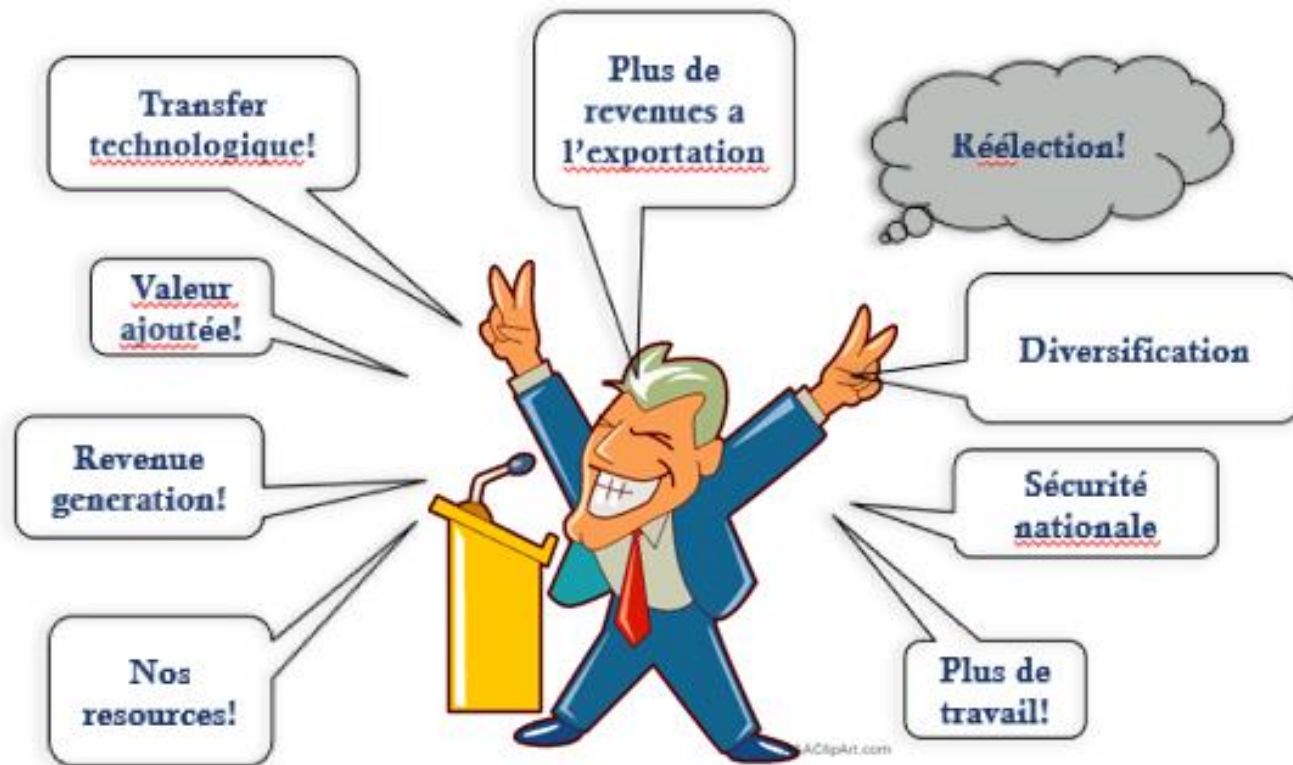 Transfer
technologique!
Plus de
revenues a
l'exportation
Réélection!
Valeur
ajoutée!
Diversification
Revenue
generation!
Sécurité
nationale
Nos
resources!
Plus de
travail!